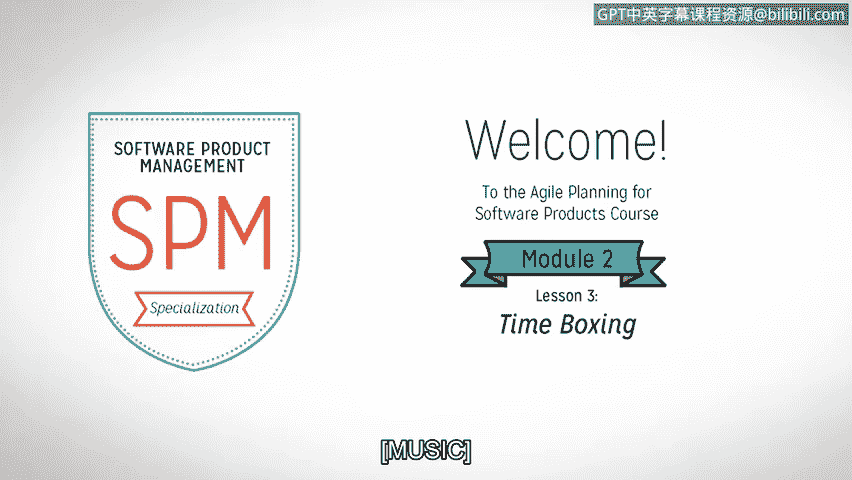 GPT中英字幕课程资源@bilibili.com
SOFTWARE PRODUCT
MANAGEMENT
SPM
Specialization
Welcome!
To the Agile Planning for
Software Products Course
Module 2
Lesson 3:
Time Boxing
[MUSIC]